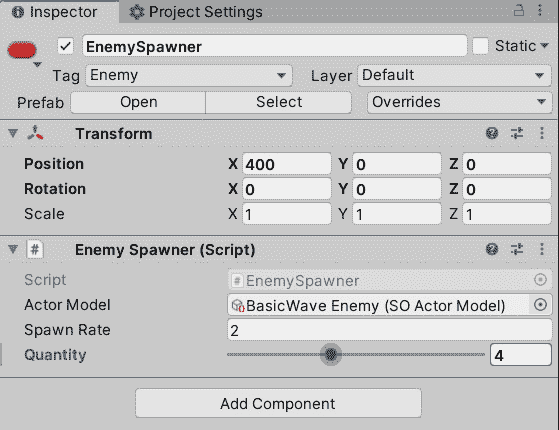 Inspector Project Settings
EnemySpawner Static
Tag Enemy Layer Default
Prefab Open Select Overrides
Transform
Position X 400 Y 0 Z 0
Rotation X 0 Y 0 Z 0
Scale X 1 Y 1 Z 1
# Enemy Spawner (Script)
Script # EnemySpawner
Actor Model BasicWave Enemy (SO Actor Model)
Spawn Rate 2
Quantity 4
Add Component